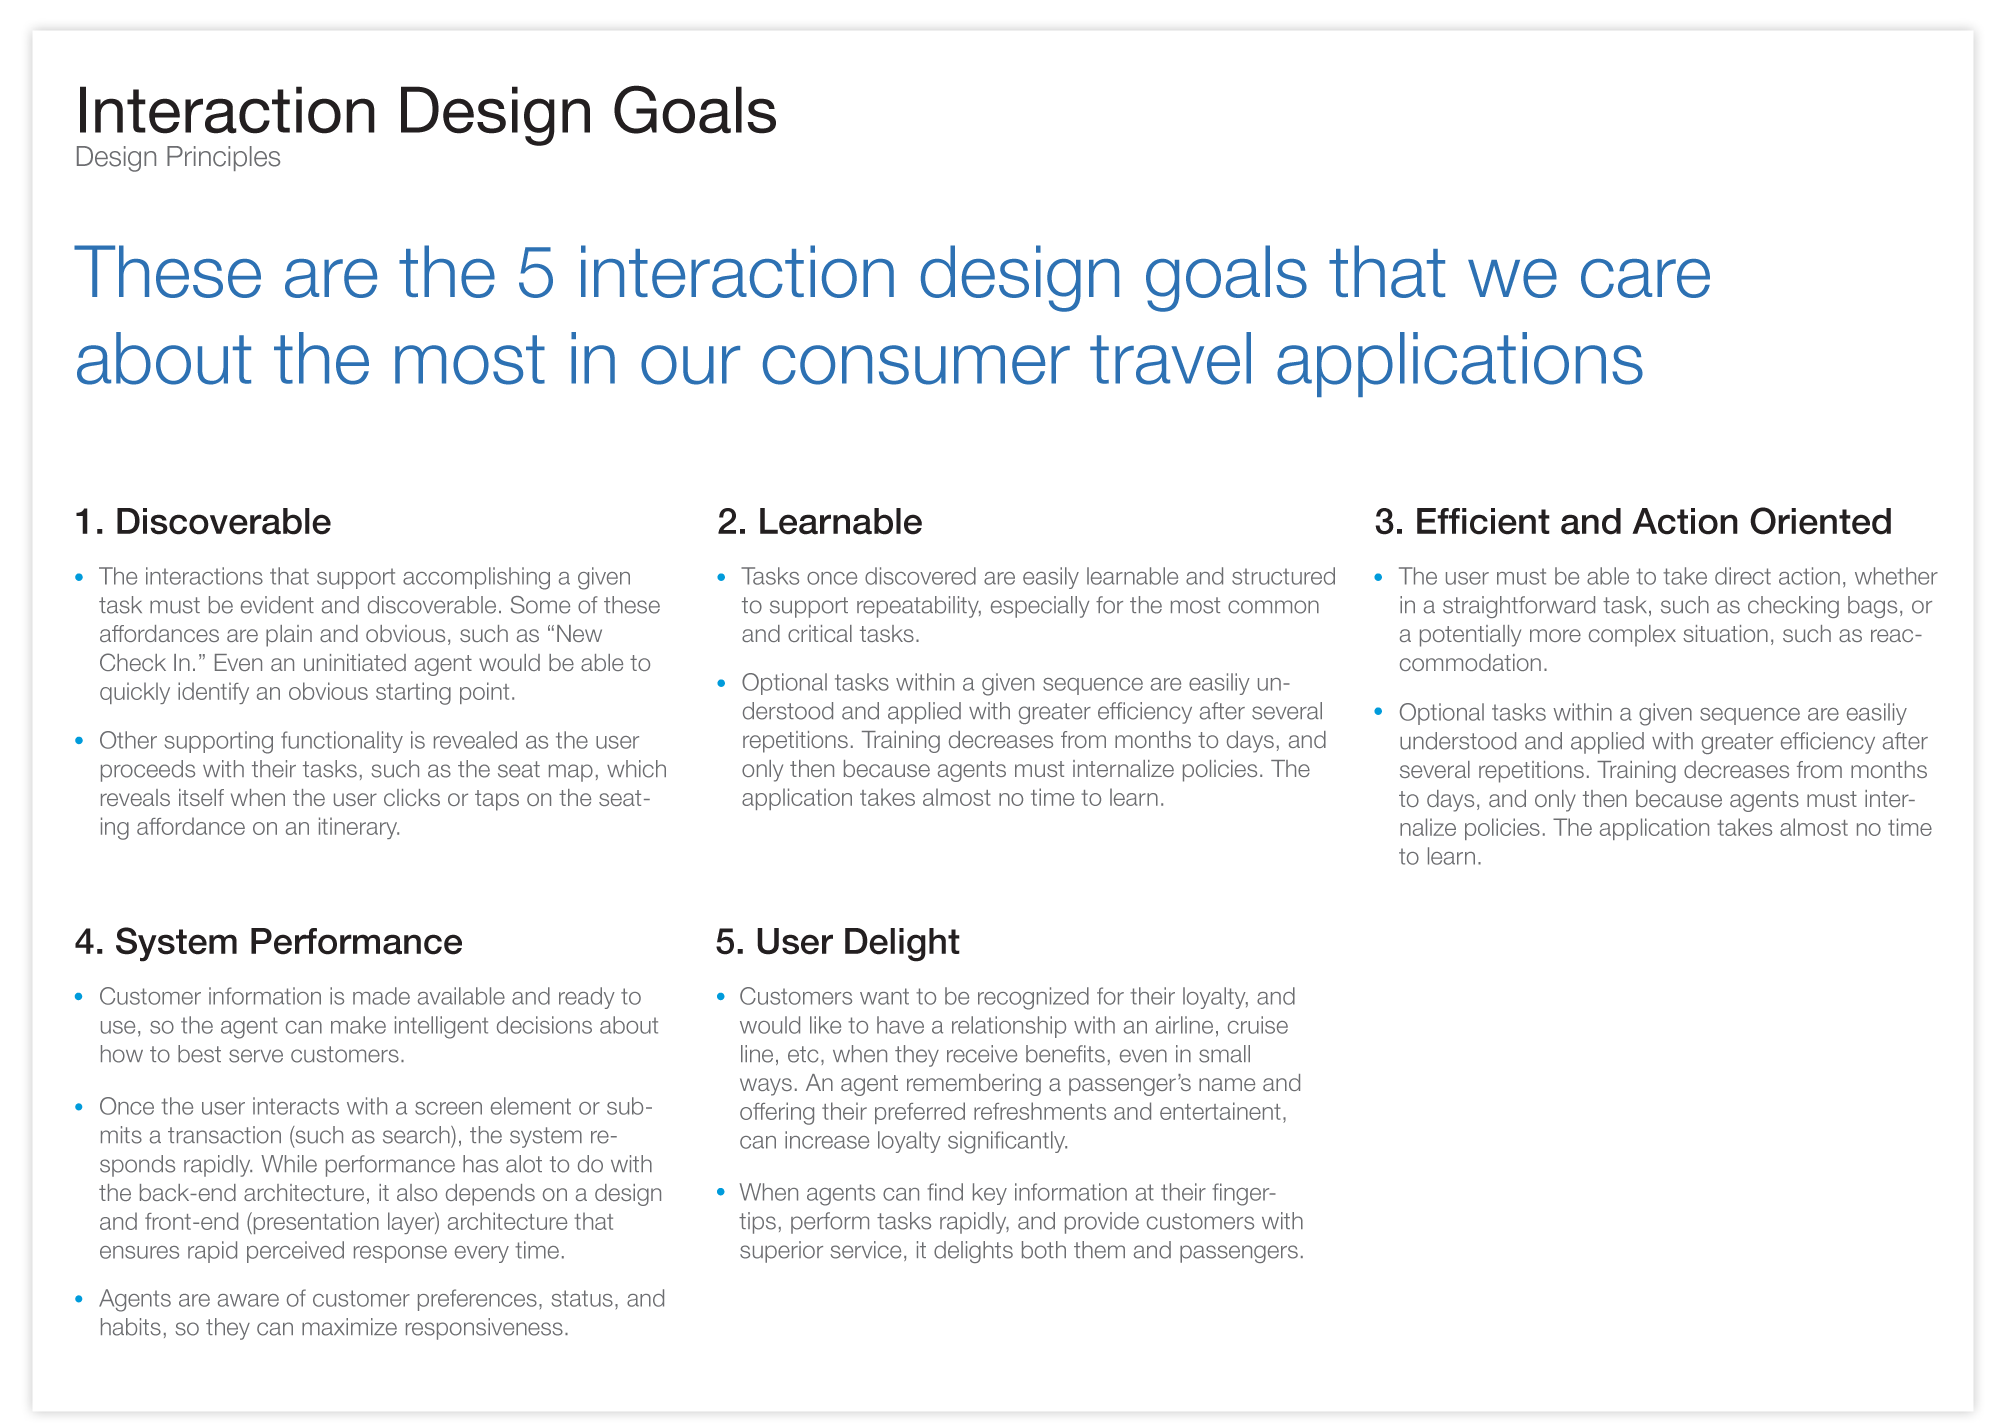 Interaction Design Goals
Design Principles
These are the 5 interaction design goals that we care
about the most in our consumer travel applications
1. Discoverable
• The interactions that support accomplishing a given
task must be evident and discoverable. Some of these
affordances are plain and obvious, such as “New
Check In.” Even an uninitiated agent would be able to
quickly identify an obvious starting point.
• Other supporting functionality is revealed as the user
proceeds with their tasks, such as the seat map, which
reveals itself when the user clicks or taps on the seat-
ing affordance on an itinerary.
2. Learnable
• Tasks once discovered are easily learnable and structured
to support repeatability, especially for the most common
and critical tasks.
• Optional tasks within a given sequence are easiliy un-
derstood and applied with greater efficiency after several
repetitions. Training decreases from months to days, and
only then because agents must internalize policies. The
application takes almost no time to learn.
3. Efficient and Action Oriented
• The user must be able to take direct action, whether
in a straightforward task, such as checking bags, or
a potentially more complex situation, such as reac-
commodation.
• Optional tasks within a given sequence are easiliy
understood and applied with greater efficiency after
several repetitions. Training decreases from months
to days, and only then because agents must inter-
nalize policies. The application takes almost no time
to learn.
4. System Performance
• Customer information is made available and ready to
use, so the agent can make intelligent decisions about
how to best serve customers.
• Once the user interacts with a screen element or sub-
mits a transaction (such as search), the system re-
sponds rapidly. While performance has alot to do with
the back-end architecture, it also depends on a design
and front-end (presentation layer) architecture that
ensures rapid perceived response every time.
• Agents are aware of customer preferences, status, and
habits, so they can maximize responsiveness.
5. User Delight
• Customers want to be recognized for their loyalty, and
would like to have a relationship with an airline, cruise
line, etc, when they receive benefits, even in small
ways. An agent remembering a passenger’s name and
offering their preferred refreshments and entertainent,
can increase loyalty significantly.
• When agents can find key information at their finger-
tips, perform tasks rapidly, and provide customers with
superior service, it delights both them and passengers.